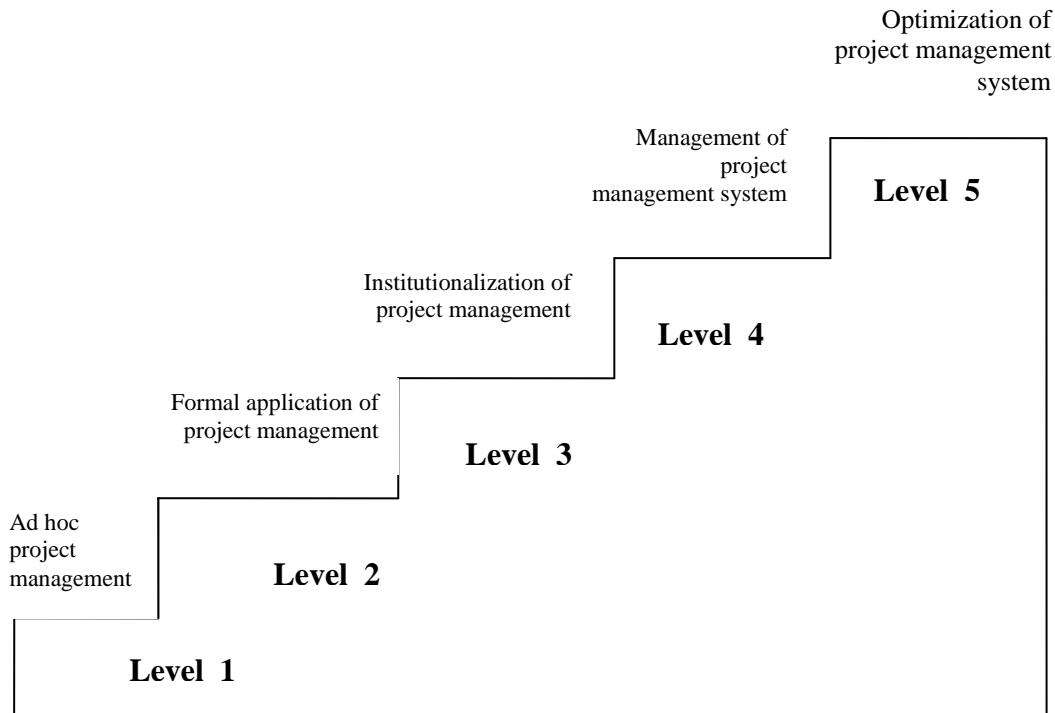 Optimization of
project management
system
Management of
project
management system
Level 5
Institutionalization of
project management
Level 4
Formal application of
project management
Level 3
Ad hoc
project
management
Level 2
Level 1